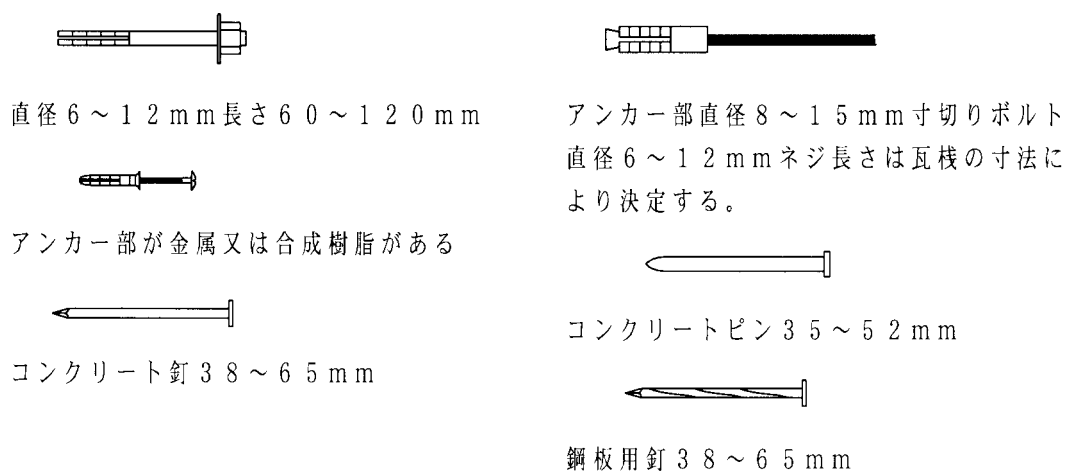 直径6~12mm長さ60~120mm
アンカー部が金属又は合成樹脂がある
コンクリート釘38~65mm
アンカー部直径8~15mm寸切りボルト
直径6~12mmネジ長さは瓦桟の寸法に
より決定する。
コンクリートピン35~52mm
鋼板用釘38~65mm